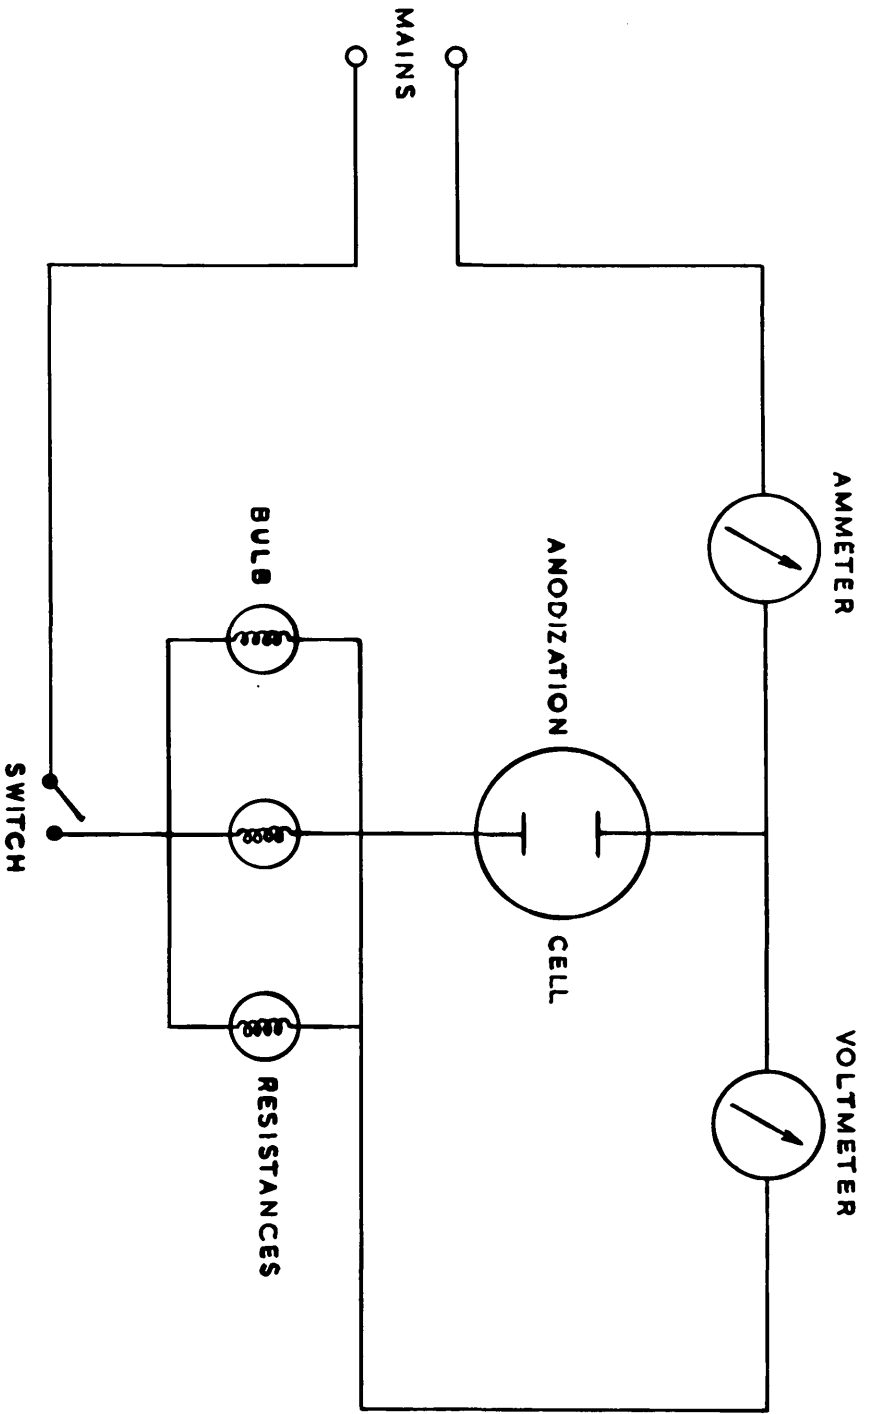 AMMETER
VOLTMETER
ANODIZATION CELL
MAINS
BULB RESISTANCES
SWITCH